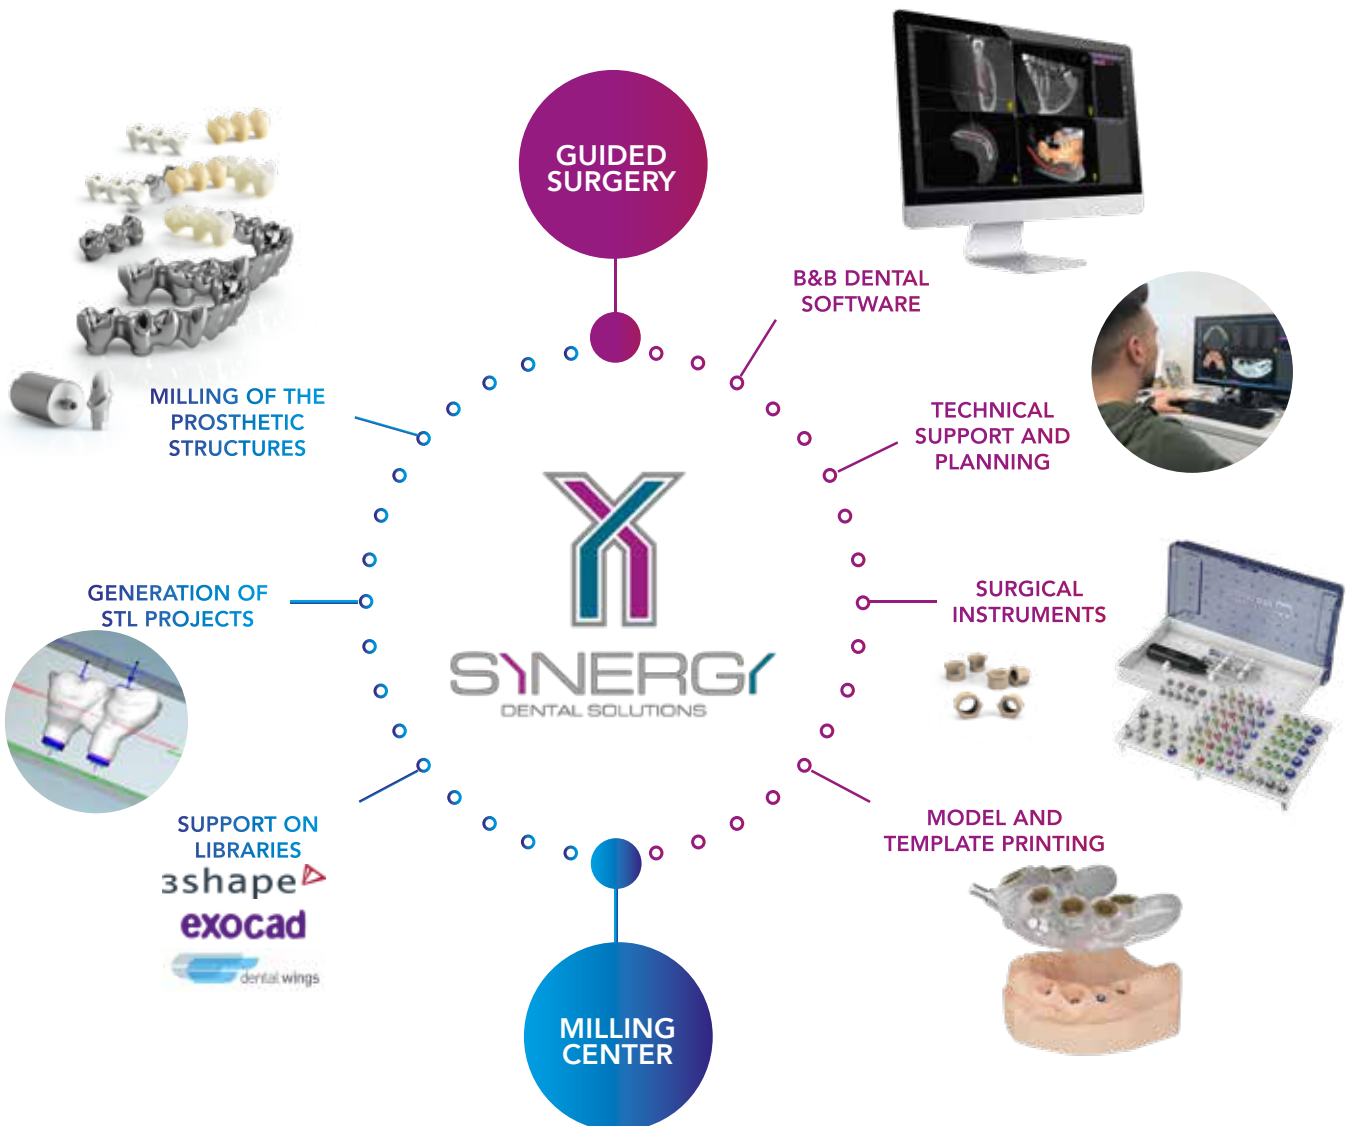 GUIDED
SURGERY
B&B DENTAL
SOFTWARE
TECHNICAL
SUPPORT AND
PLANNING
SURGICAL
INSTRUMENTS
MODEL AND
TEMPLATE PRINTING
MILLING OF THE
PROSTHETIC
STRUCTURES
GENERATION OF
STL PROJECTS
SUPPORT ON
LIBRARIES
3shape
exocad
dental wings
SYNERGY
DENTAL SOLUTIONS
MILLING
CENTER